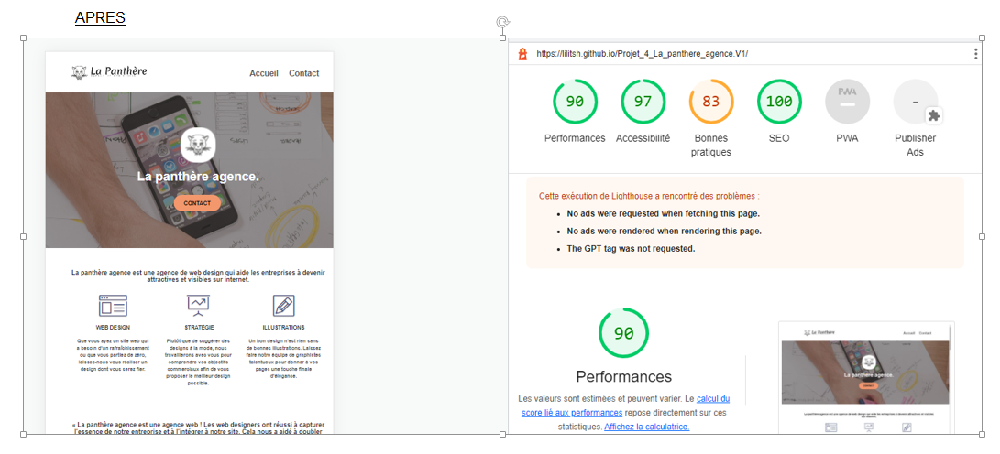 APRES
La Panthère
Accueil Contact
La panthère agence.
CONTACT
La panthère agence est une agence de web design qui aide les entreprises à devenir
attractives et visibles sur internet.
WEB DESIGN
Que vous ayez un site web qui
a besoin d'un rafraîchissement
ou que vous partiez de zéro,
laissez-nous vous réaliser un
design dont vous serez fier.
STRATEGIE
Plutôt que de suggérer des
designs à la mode, nous
travaillerons avec vous pour
comprendre vos objectifs
commerciaux afin de vous
proposer le meilleur design
possible.
ILLUSTRATIONS
Un bon design n'est rien sans
de bonnes illustrations. Laissez
faire notre équipe de graphistes
talentueux pour donner à vos
pages une touche finale
d'élégance.
« La panthère agence est une agence web ! Les web designers ont réussi à capturer
l'essence de notre entreprise et à l'intégrer à notre site. Cela nous a aidé à doubler
https://lilitsh.github.io/Projet_4_La_panthere_agence.V1/
90
Performances
97
Accessibilité
83
Bonnes
pratiques
100
SEO
PWA
PWA
-
Publisher
Ads
Cette exécution de Lighthouse a rencontré des problèmes :
• No ads were requested when fetching this page.
• No ads were rendered when rendering this page.
• The GPT tag was not requested.
90
Performances
Les valeurs sont estimées et peuvent varier. Le calcul du
score lié aux performances repose directement sur ces
statistiques. Affichez la calculatrice.
La Panthère
Accueil Contact
La panthère agence.
CONTACT